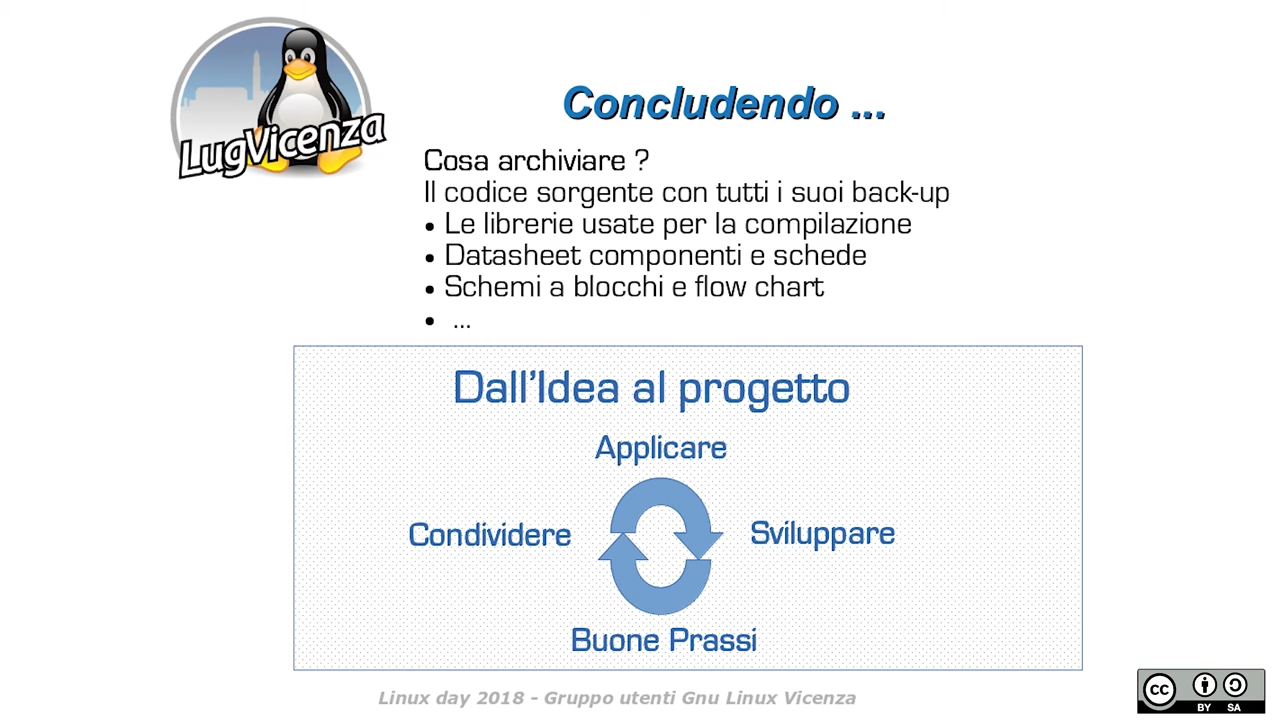 LugVicenza
Concludendo ...
Cosa archiviare ?
Il codice sorgente con tutti i suoi back-up
• Le librerie usate per la compilazione
• Datasheet componenti e schede
• Schemi a blocchi e flow chart
• ...
Dall'Idea al progetto
Applicare
Condividere
Sviluppare
Buone Prassi
Linux day 2018 - Gruppo utenti Gnu Linux Vicenza
cc
BY SA